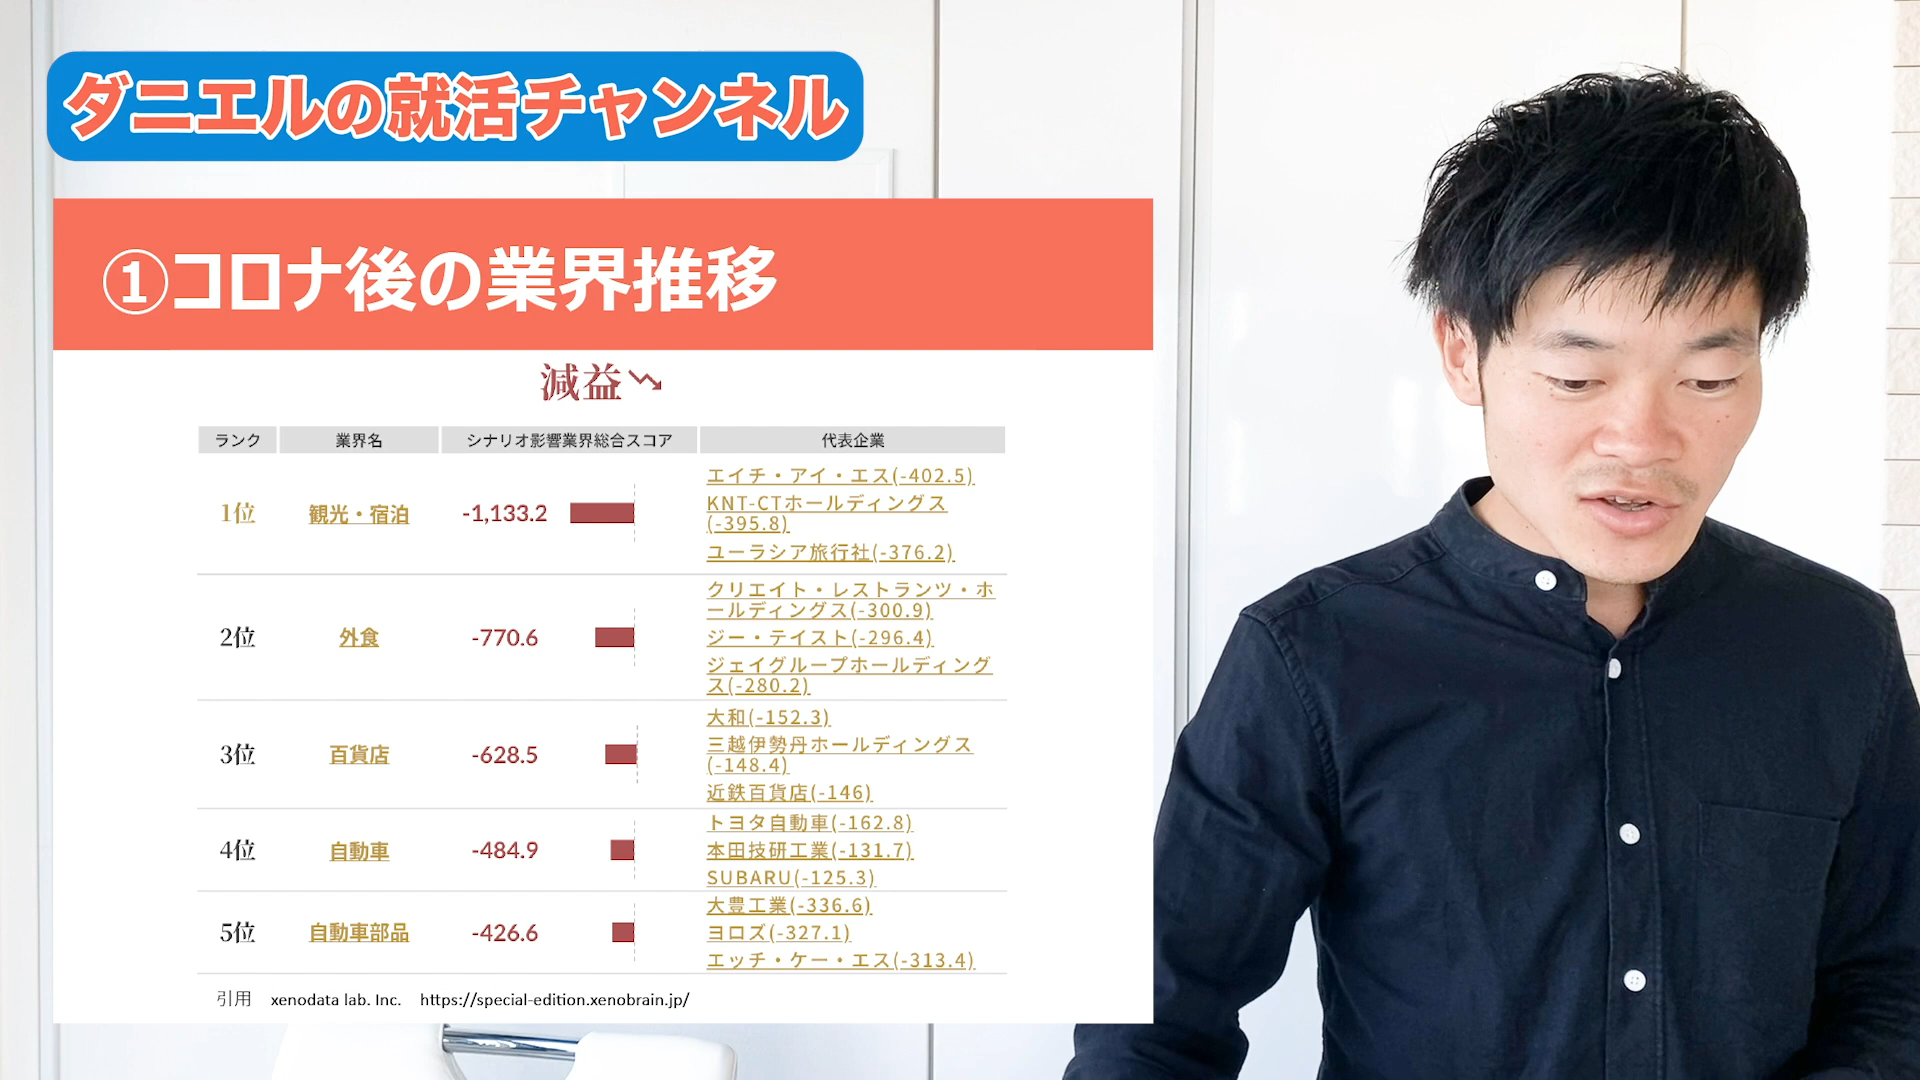 ダニエルの就活チャンネル
①コロナ後の業界推移
減益
ランク 業界名 シナリオ影響業界総合スコア 代表企業
1位 観光・宿泊 -1,133.2
エイチ・アイ・エス(-402.5)
KNT-CTホールディングス
(-395.8)
ユーラシア旅行社(-376.2)
2位 外食 -770.6
クリエイト・レストランツ・ホ
ールディングス(-300.9)
ジー・テイスト(-296.4)
ジェイグループホールディング
ス(-280.2)
3位 百貨店 -628.5
大和(-152.3)
三越伊勢丹ホールディングス
(-148.4)
近鉄百貨店(-146)
4位 自動車 -484.9
トヨタ自動車(-162.8)
本田技研工業(-131.7)
SUBARU(-125.3)
5位 自動車部品 -426.6
大豊工業(-336.6)
ヨロズ(-327.1)
エッチ・ケー・エス(-313.4)
引用 xenodata lab. Inc. https://special-edition.xenobrain.jp/